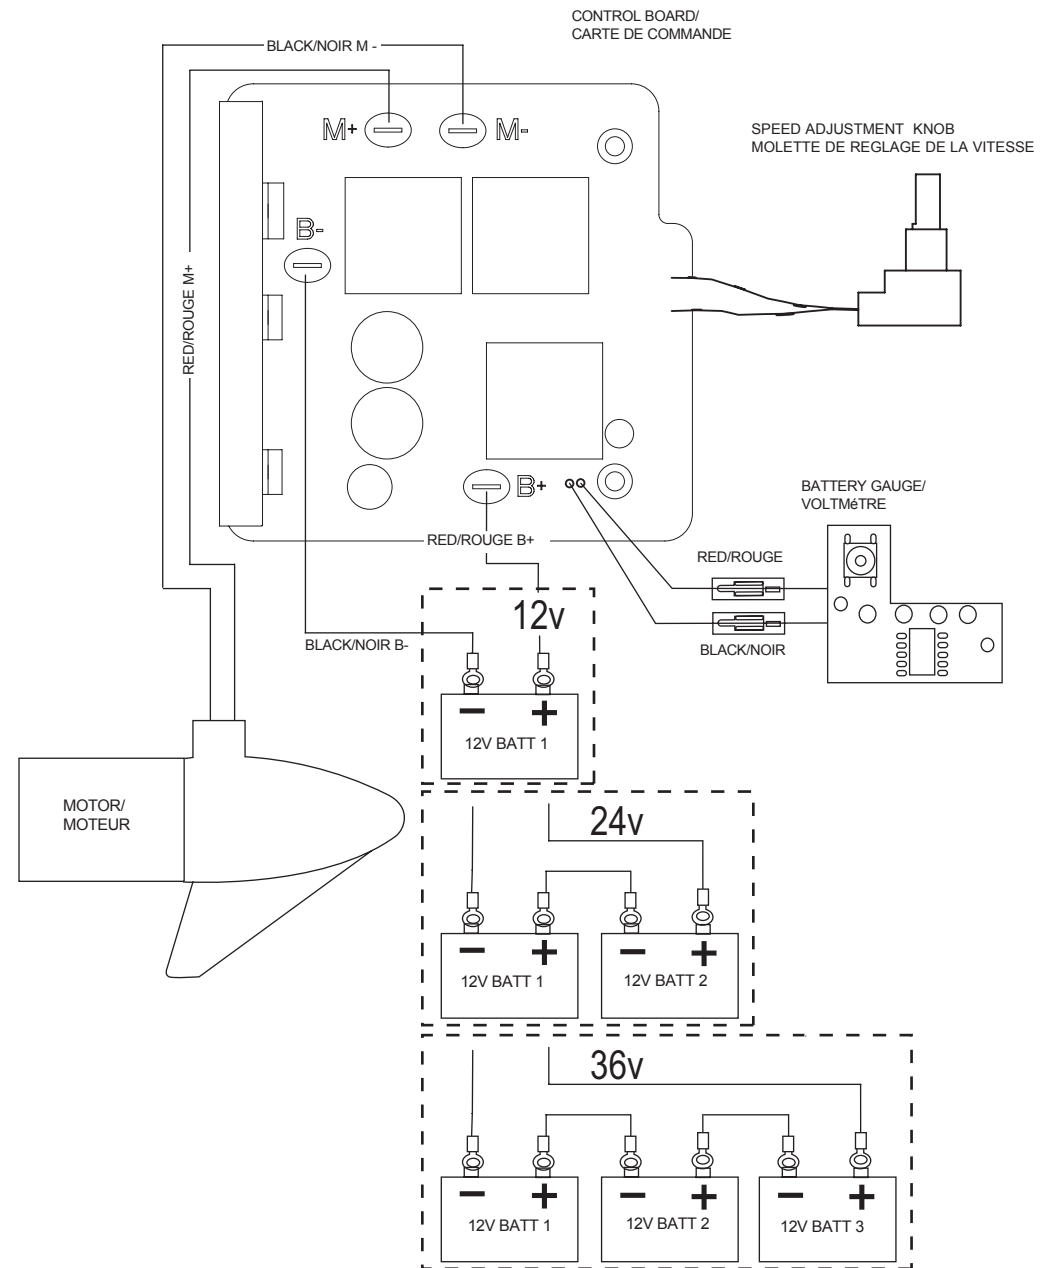 CONTROL BOARD/
CARTE DE COMMANDE
BLACK/NOIR M -
M+
M-
SPEED ADJUSTMENT KNOB
MOLETTE DE REGLAGE DE LA VITESSE
B-
RED/ROUGE M+
B+
BATTERY GAUGE/
VOLTMéTRE
RED/ROUGE B+
RED/ROUGE
BLACK/NOIR
BLACK/NOIR B-
12v
- +
12V BATT 1
MOTOR/
MOTEUR
24v
- + - +
12V BATT 1
12V BATT 2
36v
- + - + - +
12V BATT 1
12V BATT 2
12V BATT 3